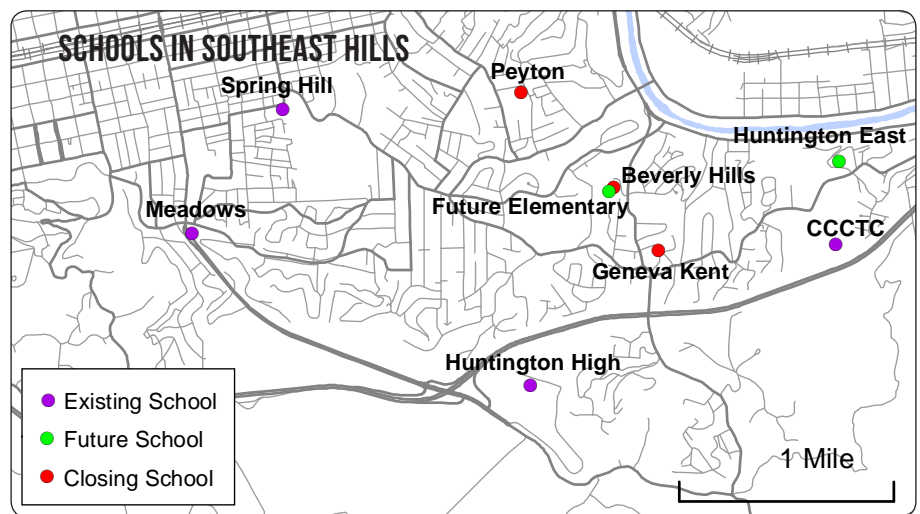 SCHOOLS IN SOUTHEAST HILLS
Spring Hill
Peyton
Huntington East
Beverly Hills
Future Elementary
Meadows
CCCTC
Geneva Kent
Huntington High
Existing School
Future School
Closing School
1 Mile